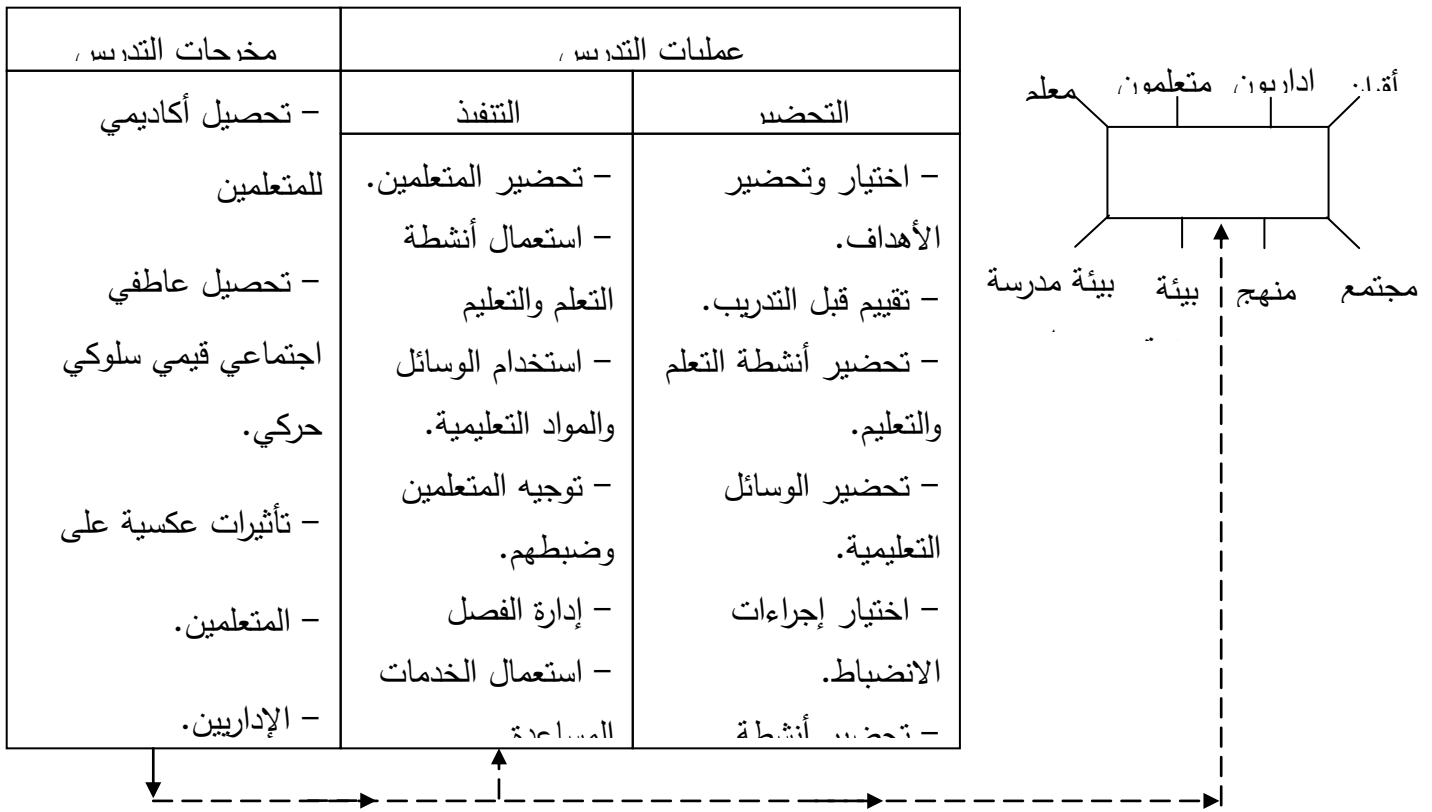 أقران اداريون متعلمون معلم
مجتمع منهج بيئة بيئة مدرسة
عمليات التدريس
التحضير
– اختيار وتحضير
الأهداف.
– تقييم قبل التدريب.
– تحضير أنشطة التعلم
والتعليم.
– تحضير الوسائل
التعليمية.
– اختيار إجراءات
الانضباط.
– تحضير أنشطة
التنفيذ
– تحضير المتعلمين.
– استعمال أنشطة
التعلم والتعليم
– استخدام الوسائل
والمواد التعليمية.
– توجيه المتعلمين
وضبطهم.
– إدارة الفصل
– استعمال الخدمات
المساعدة
مخرجات التدريس
– تحصيل أكاديمي
للمتعلمين
– تحصيل عاطفي
اجتماعي قيمي سلوكي
حركي.
– تأثيرات عكسية على
– المتعلمين.
– الإداريين.